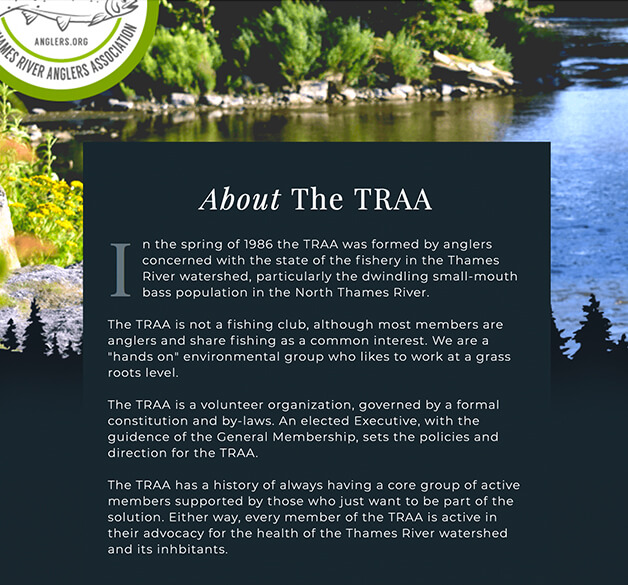 ANGLERS.ORG
THAMES RIVER ANGLERS ASSOCIATION
About The TRAA
In the spring of 1986 the TRAA was formed by anglers
concerned with the state of the fishery in the Thames
River watershed, particularly the dwindling small-mouth
bass population in the North Thames River.
The TRAA is not a fishing club, although most members are
anglers and share fishing as a common interest. We are a
"hands on" environmental group who likes to work at a grass
roots level.
The TRAA is a volunteer organization, governed by a formal
constitution and by-laws. An elected Executive, with the
guidence of the General Membership, sets the policies and
direction for the TRAA.
The TRAA has a history of always having a core group of active
members supported by those who just want to be part of the
solution. Either way, every member of the TRAA is active in
their advocacy for the health of the Thames River watershed
and its inhbitants.